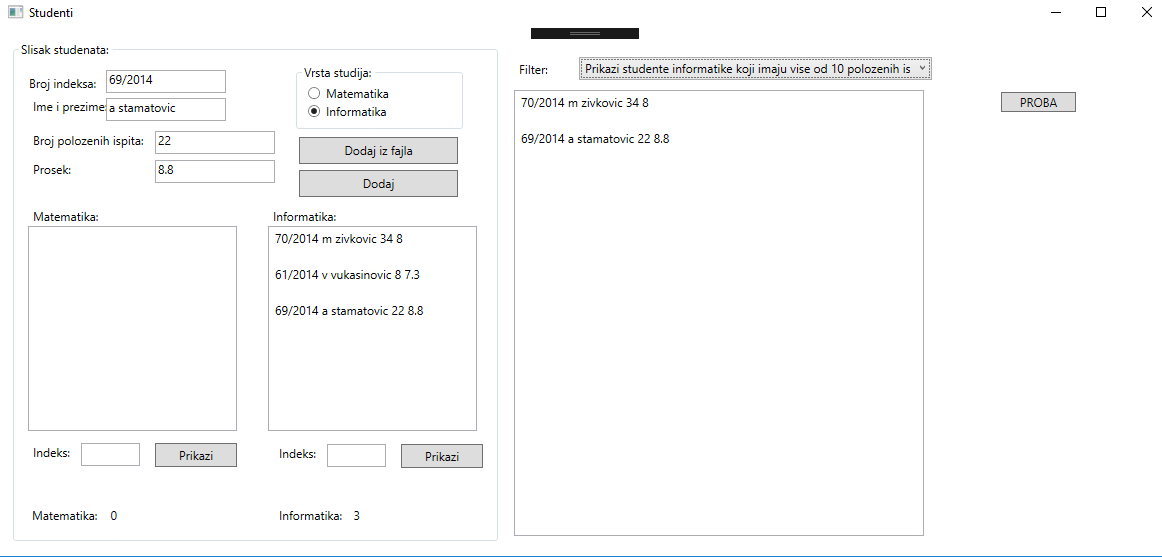 Studenti
Slisak studenata:
Broj indeksa: 69/2014
Ime i prezime: a stamatovic
Broj polozenih ispita: 22
Prosek: 8.8
Vrsta studija:
Matematika
Informatika
Dodaj iz fajla
Dodaj
Matematika:
Informatika:
70/2014 m zivkovic 34 8
61/2014 v vukasinovic 8 7.3
69/2014 a stamatovic 22 8.8
Indeks:
Prikazi
Indeks:
Prikazi
Matematika: 0
Informatika: 3
Filter: Prikazi studente informatike koji imaju vise od 10 polozenih is
70/2014 m zivkovic 34 8
69/2014 a stamatovic 22 8.8
PROBA